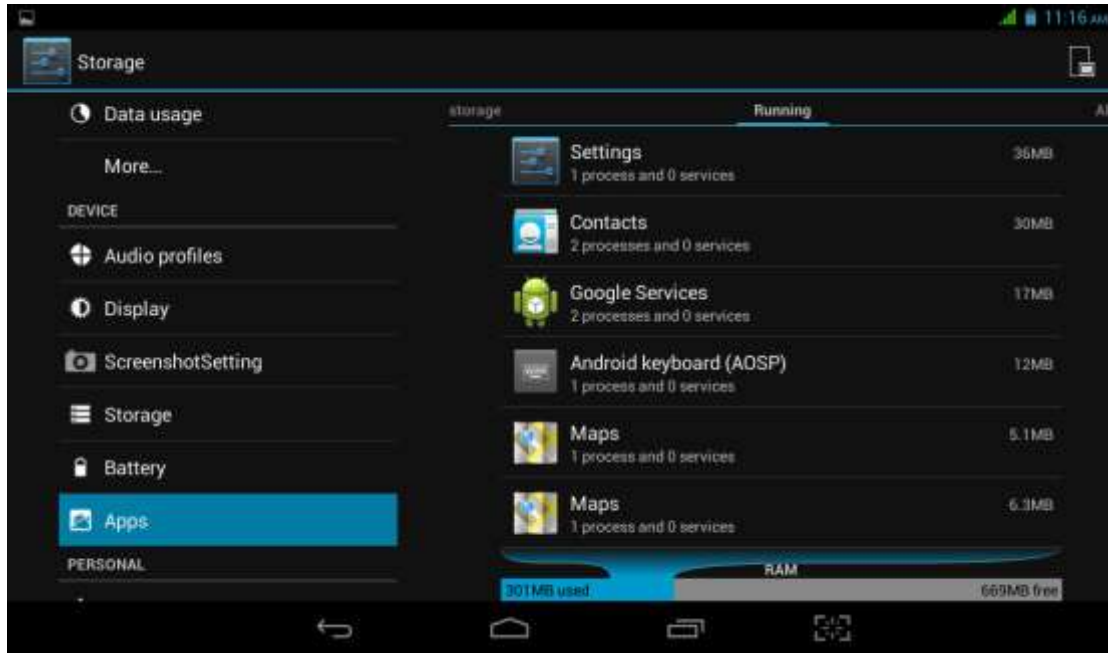 11:16 AM
Storage
Data usage
More...
DEVICE
Audio profiles
Display
ScreenshotSetting
Storage
Battery
Apps
PERSONAL
storage
Running
Al
Settings
36MB
1 process and 0 services
Contacts
30MB
2 processes and 0 services
Google Services
17MB
2 processes and 0 services
Android keyboard (AOSP)
12MB
1 process and 0 services
Maps
5.1MB
1 process and 0 services
Maps
6.3MB
1 process and 0 services
RAM
301MB used
669MB free